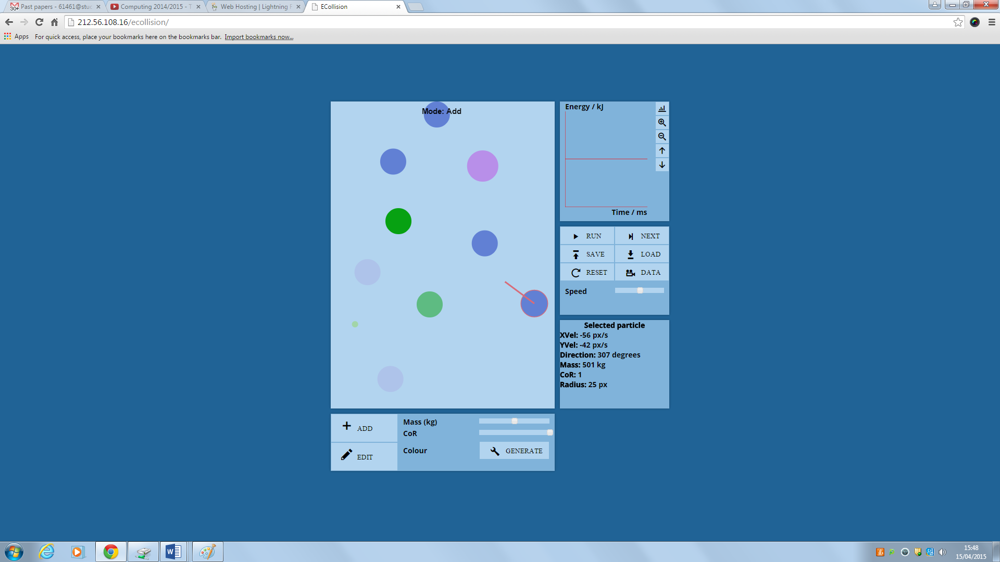 Past papers - 61461@stuc
30+
Computing 2014/2015 - T
Web Hosting | Lightning F
ECollision
212.56.108.16/ecollision/
Apps
For quick access, place your bookmarks here on the bookmarks bar. Import bookmarks now...
Mode: Add
Energy / kJ
Time / ms
RUN
NEXT
SAVE
LOAD
RESET
DATA
Speed
Selected particle
XVel: -56 px/s
YVel: -42 px/s
Direction: 307 degrees
Mass: 501 kg
CoR: 1
Radius: 25 px
ADD
EDIT
Mass (kg)
CoR
Colour
GENERATE
15:48
15/04/2015